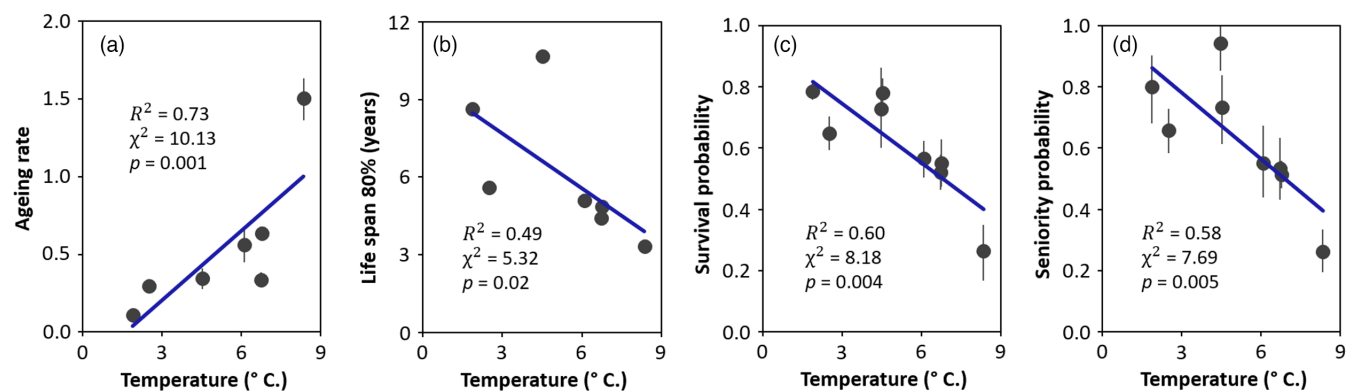 (a)
Ageing rate
2.0
1.5
1.0
0.5
0.0
R² = 0.73
χ² = 10.13
p = 0.001
0 3 6 9
Temperature (° C.)
(b)
Life span 80% (years)
12
9
6
3
0
R² = 0.49
χ² = 5.32
p = 0.02
0 3 6 9
Temperature (° C.)
(c)
Survival probability
1.0
0.8
0.6
0.4
0.2
0.0
R² = 0.60
χ² = 8.18
p = 0.004
0 3 6 9
Temperature (° C.)
(d)
Seniority probability
1.0
0.8
0.6
0.4
0.2
0.0
R² = 0.58
χ² = 7.69
p = 0.005
0 3 6 9
Temperature (° C.)